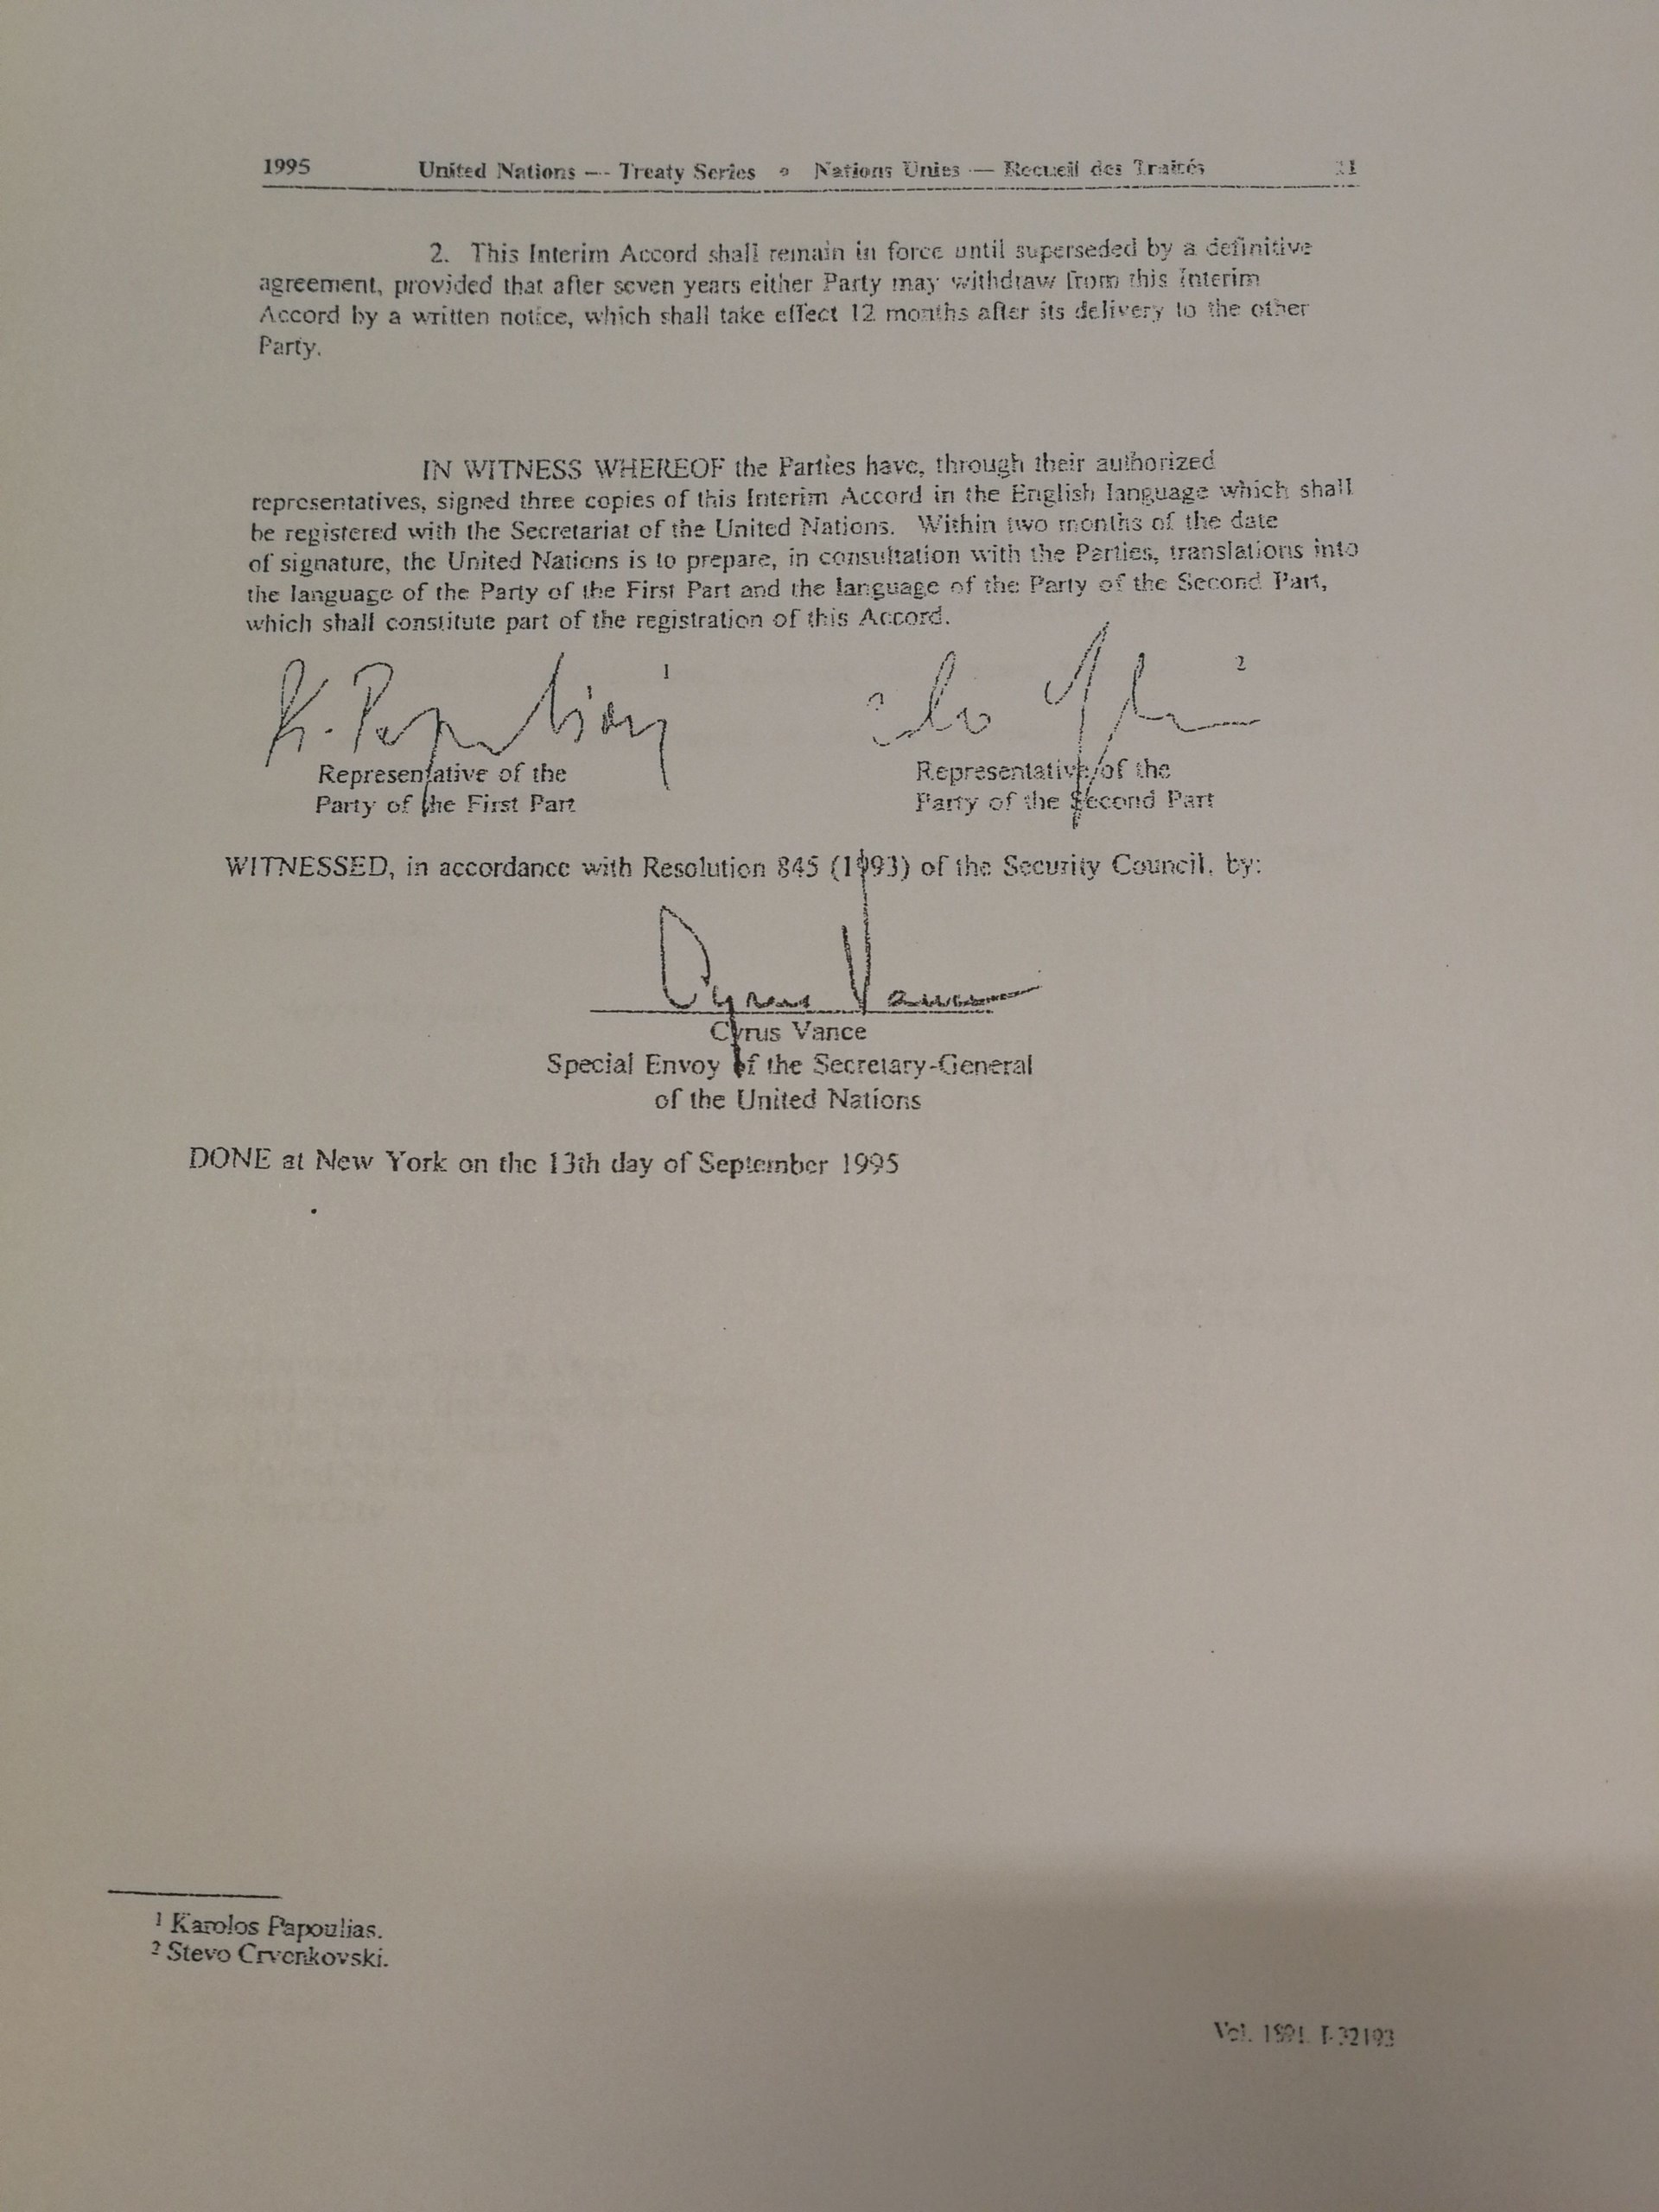 1995 United Nations — Treaty Series • Nations Unies — Recueil des Traités 21
2. This Interim Accord shall remain in force until superseded by a definitive
agreement, provided that after seven years either Party may withdraw from this Interim
Accord by a written notice, which shall take effect 12 months after its delivery to the other
Party.
IN WITNESS WHEREOF the Parties have, through their authorized
representatives, signed three copies of this Interim Accord in the English language which shall
be registered with the Secretariat of the United Nations. Within two months of the date
of signature, the United Nations is to prepare, in consultation with the Parties, translations into
the language of the Party of the First Part and the language of the Party of the Second Part,
which shall constitute part of the registration of this Accord.
K. Papoulias 1 2
Representative of the Representative of the
Party of the First Part Party of the Second Part
WITNESSED, in accordance with Resolution 845 (1993) of the Security Council, by:
Cyrus Vance
Cyrus Vance
Special Envoy of the Secretary-General
of the United Nations
DONE at New York on the 13th day of September 1995
1 Karolos Papoulias.
2 Stevo Crvenkovski.
Vol. 1891, I-32193